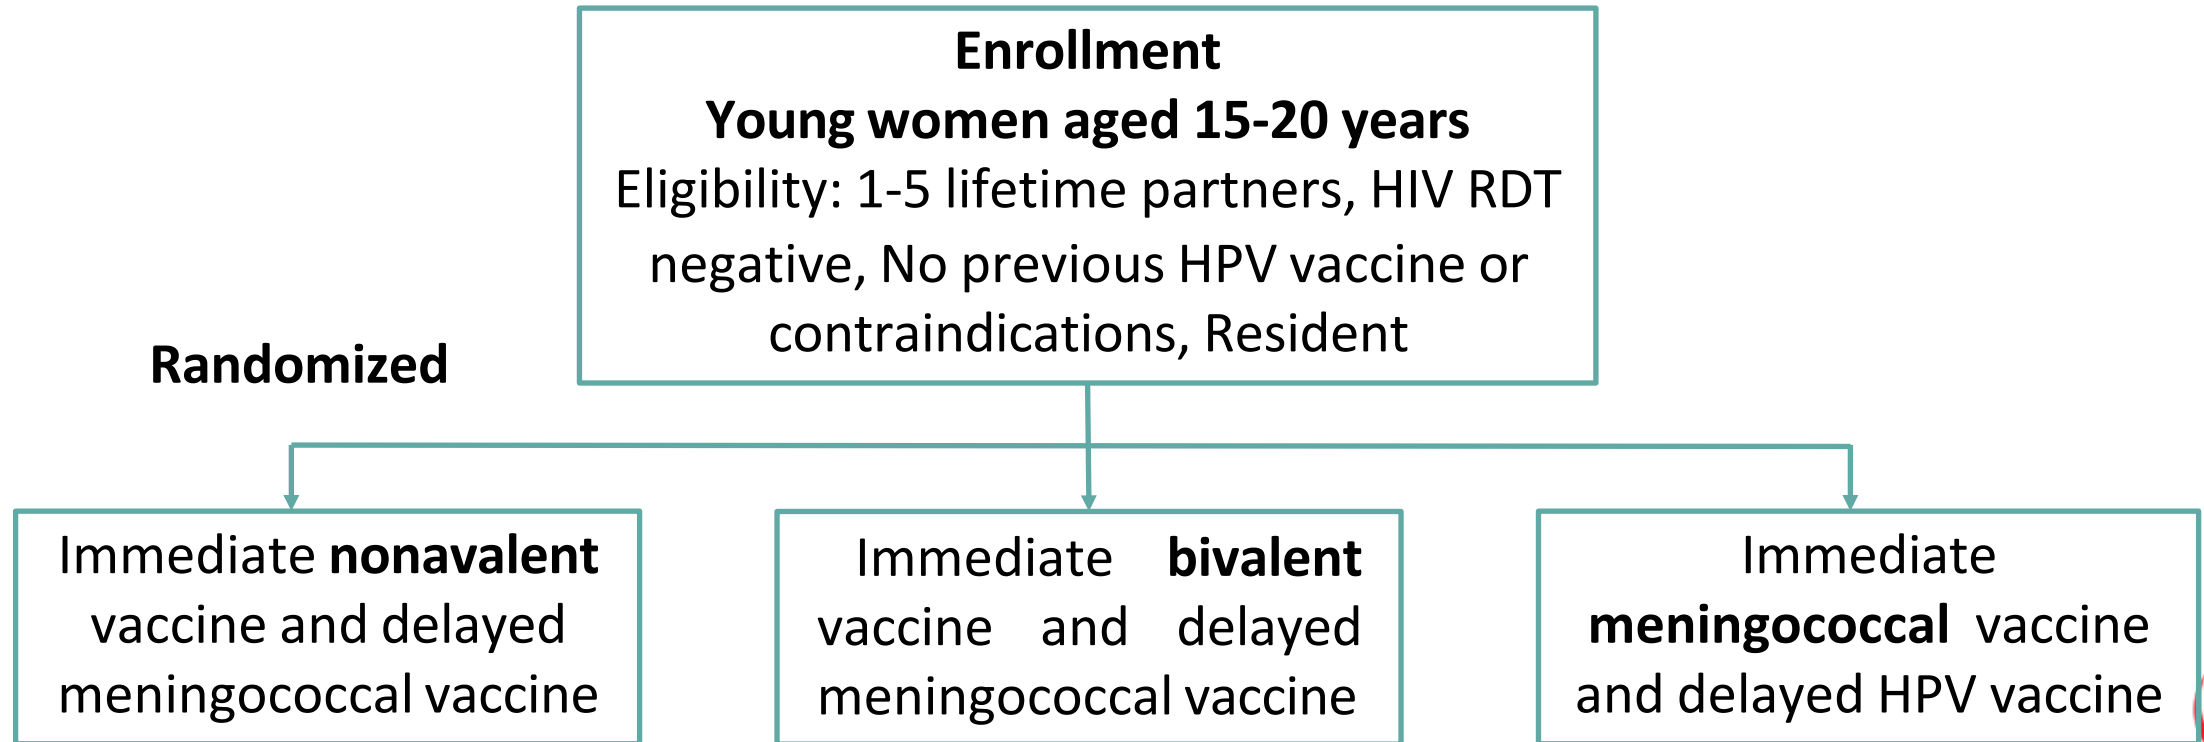 Enrollment
Young women aged 15-20 years
Eligibility: 1-5 lifetime partners, HIV RDT
negative, No previous HPV vaccine or
contraindications, Resident
Randomized
Immediate nonavalent
vaccine and delayed
meningococcal vaccine
Immediate bivalent
vaccine and delayed
meningococcal vaccine
Immediate
meningococcal vaccine
and delayed HPV vaccine